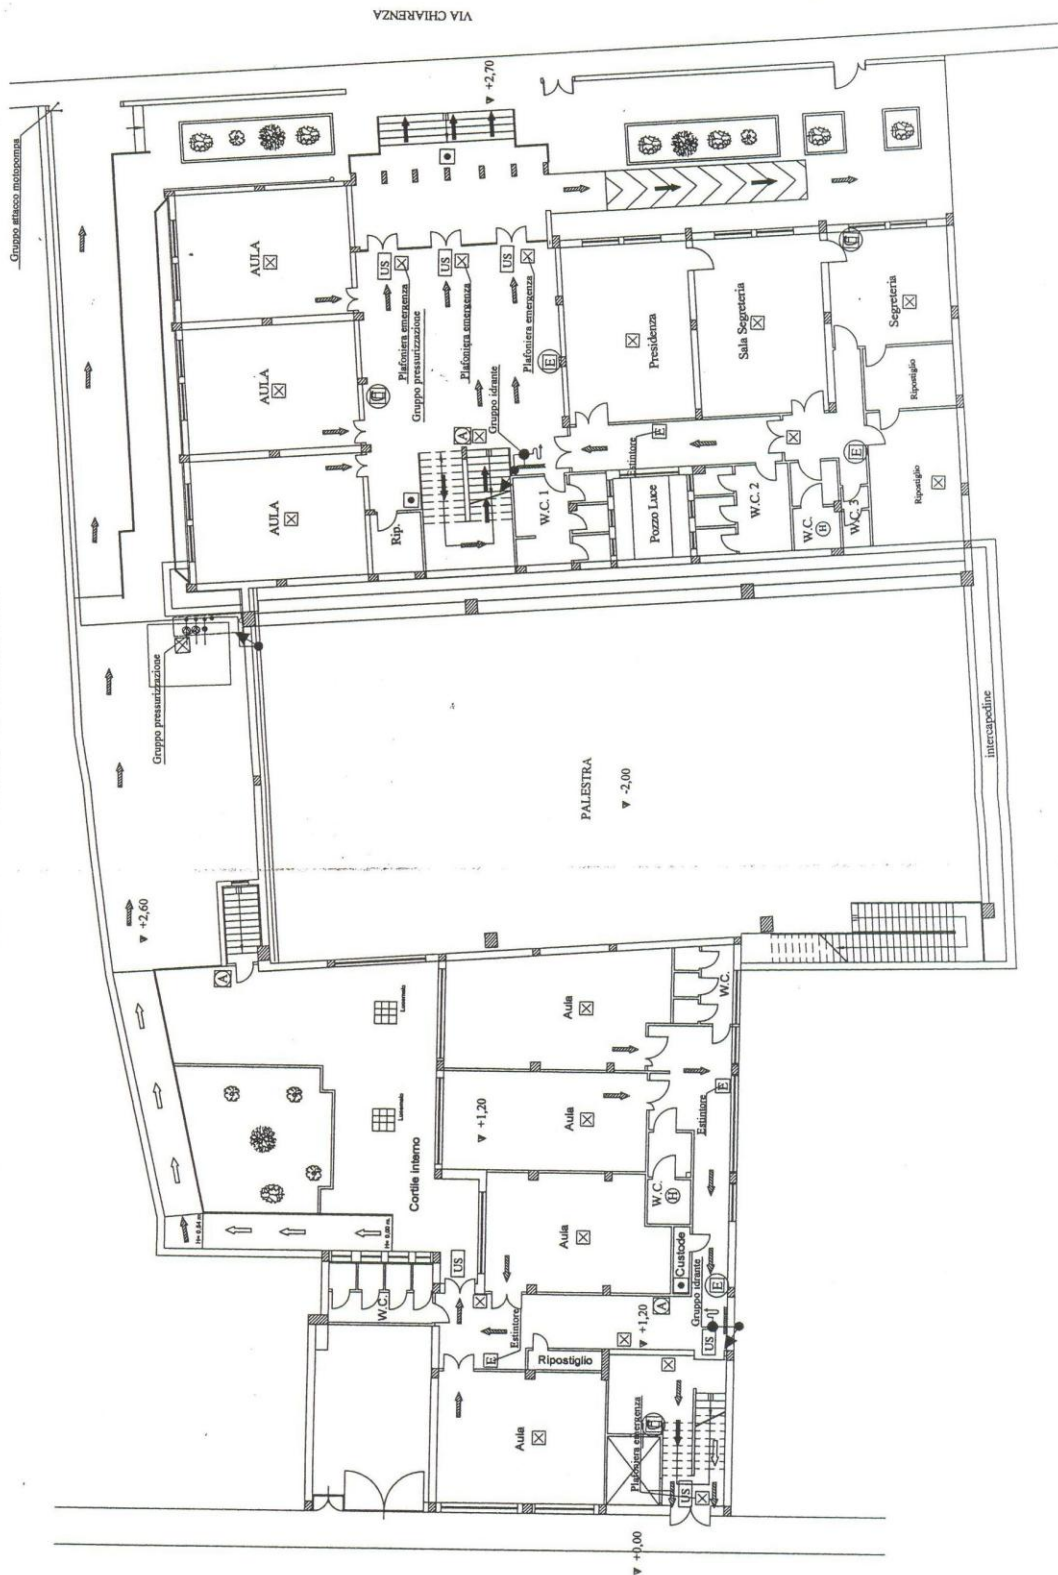 VIA CHIARENZA
Gruppo attacco motopompa
+2,70
AULA
AULA
AULA
US
US
US
Plafoniera emergenza
Gruppo pressurizzazione
Plafoniera emergenza
Plafoniera emergenza
Gruppo idrante
A
E
Presidenza
Sala Segreteria
Segreteria
Ripostiglio
Ripostiglio
E
Estintore
E
Rip.
W.C. 1
Pozzo Luce
W.C. 2
W.C.
H
W.C. 3
Gruppo pressurizzazione
PALESTRA
-2,00
intercapedine
+2,60
A
Lucernario
Lucernario
Cortile interno
Aula
W.C.
Aula
+1,20
Estintore
E
Aula
W.C.
H
Custode
Gruppo idrante
E
US
W.C.
US
A
+1,20
Estintore
E
Ripostiglio
US
Aula
Plafoniera emergenza
+0,00